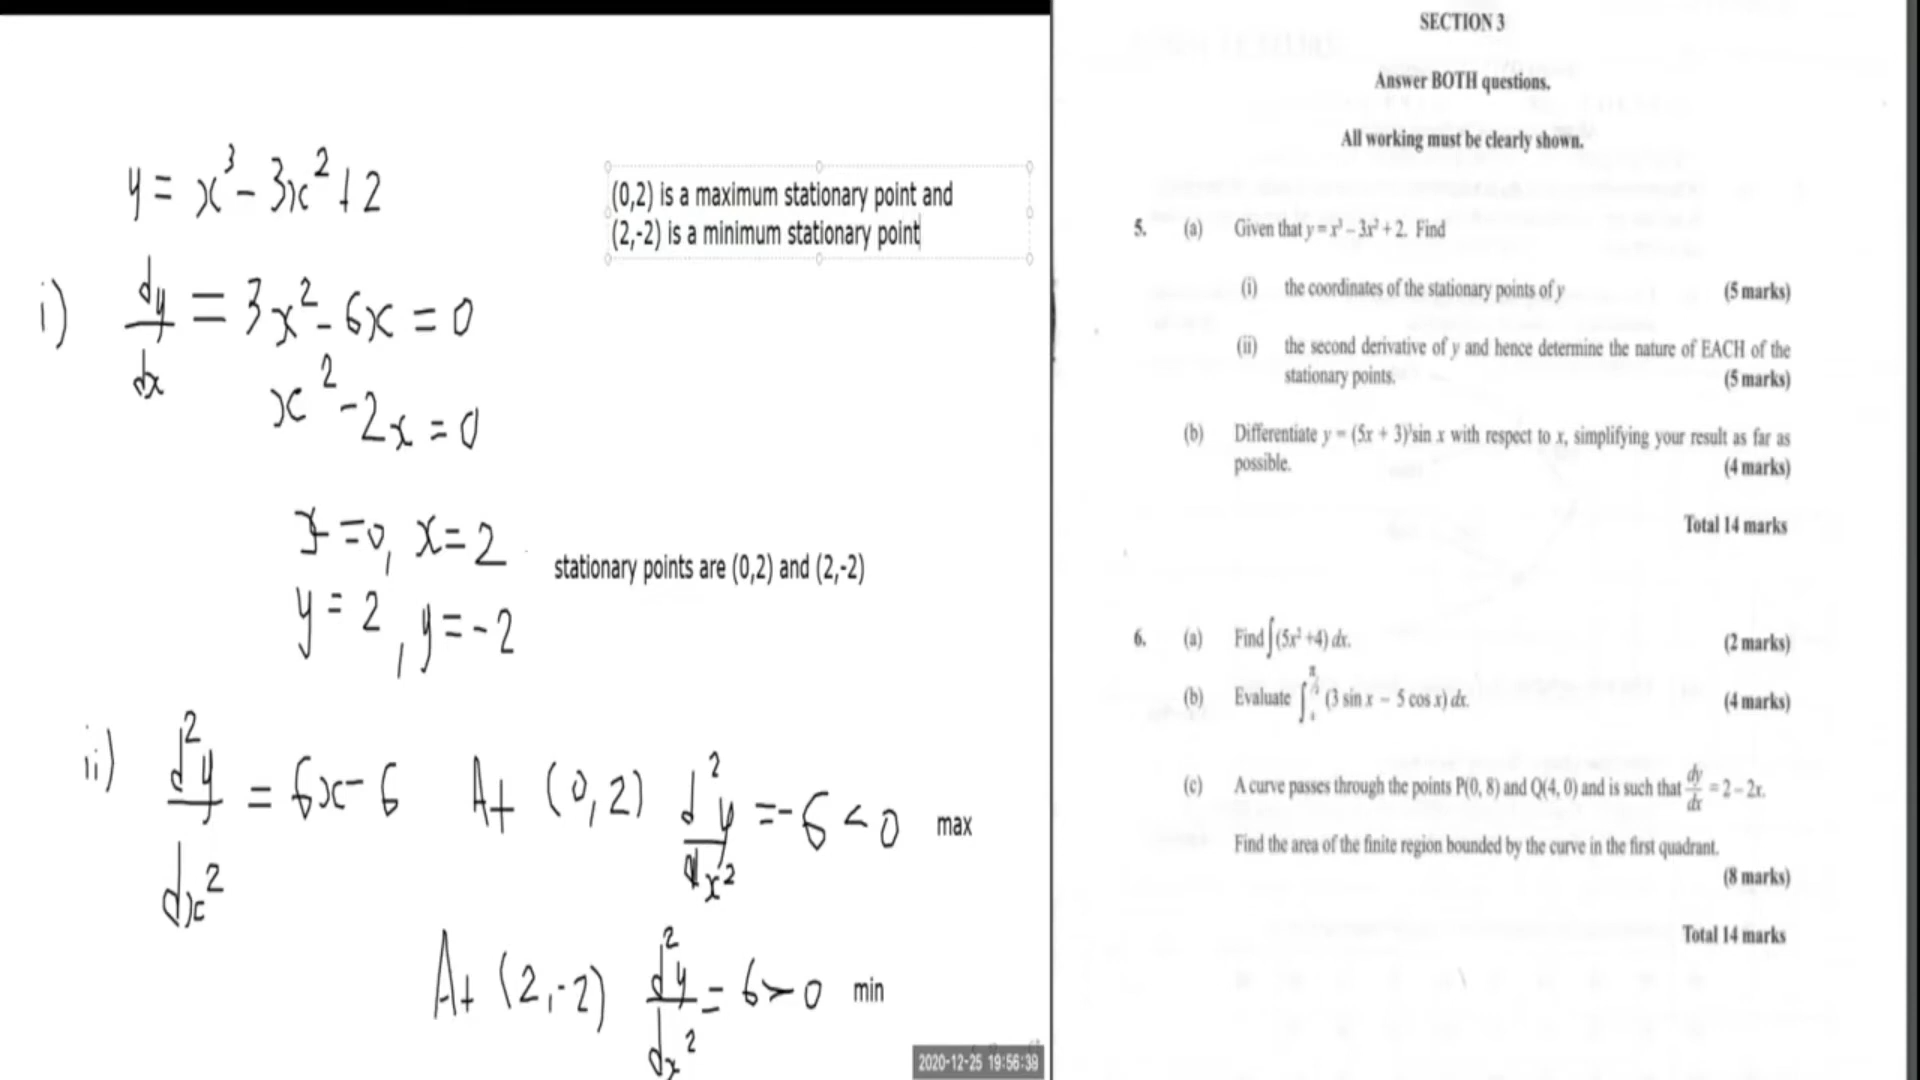 y = x³ - 3x² + 2
(0,2) is a maximum stationary point and
(2,-2) is a minimum stationary point
i) dy/dx = 3x² - 6x = 0
x² - 2x = 0
x = 0, x = 2
stationary points are (0,2) and (2,-2)
y = 2, y = -2
ii) d²y/dx² = 6x - 6 At (0,2) d²y/dx² = -6 < 0 max
At (2,-2) d²y/dx² = 6 > 0 min
2020-12-25 19:56:39
SECTION 3
Answer BOTH questions.
All working must be clearly shown.
5. (a) Given that y = x³ – 3x² + 2. Find
(i) the coordinates of the stationary points of y (5 marks)
(ii) the second derivative of y and hence determine the nature of EACH of the
stationary points. (5 marks)
(b) Differentiate y = (5x + 3)³sin x with respect to x, simplifying your result as far as
possible. (4 marks)
Total 14 marks
6. (a) Find ∫(5x² +4) dx. (2 marks)
(b) Evaluate ∫ (3 sin x – 5 cos x) dx. (4 marks)
(c) A curve passes through the points P(0, 8) and Q(4, 0) and is such that dy/dx = 2 – 2x.
Find the area of the finite region bounded by the curve in the first quadrant.
(8 marks)
Total 14 marks